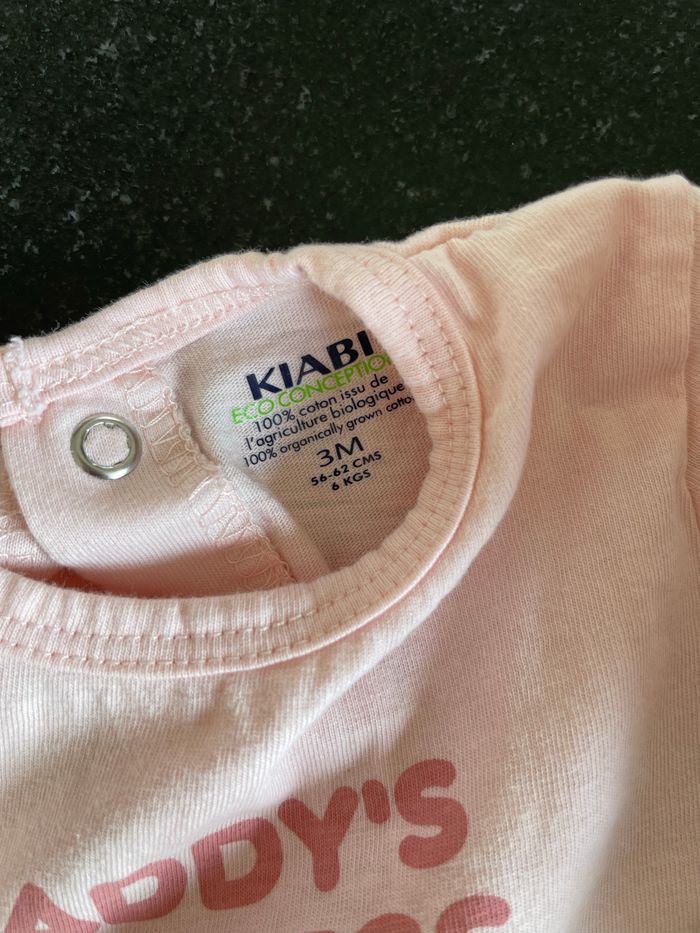 KIABI
ECO CONCEPTION
100% coton issu de
l'agriculture biologique
100% organically grown cotto
3M
56-62 CMS
6 KGS
ADDY'S